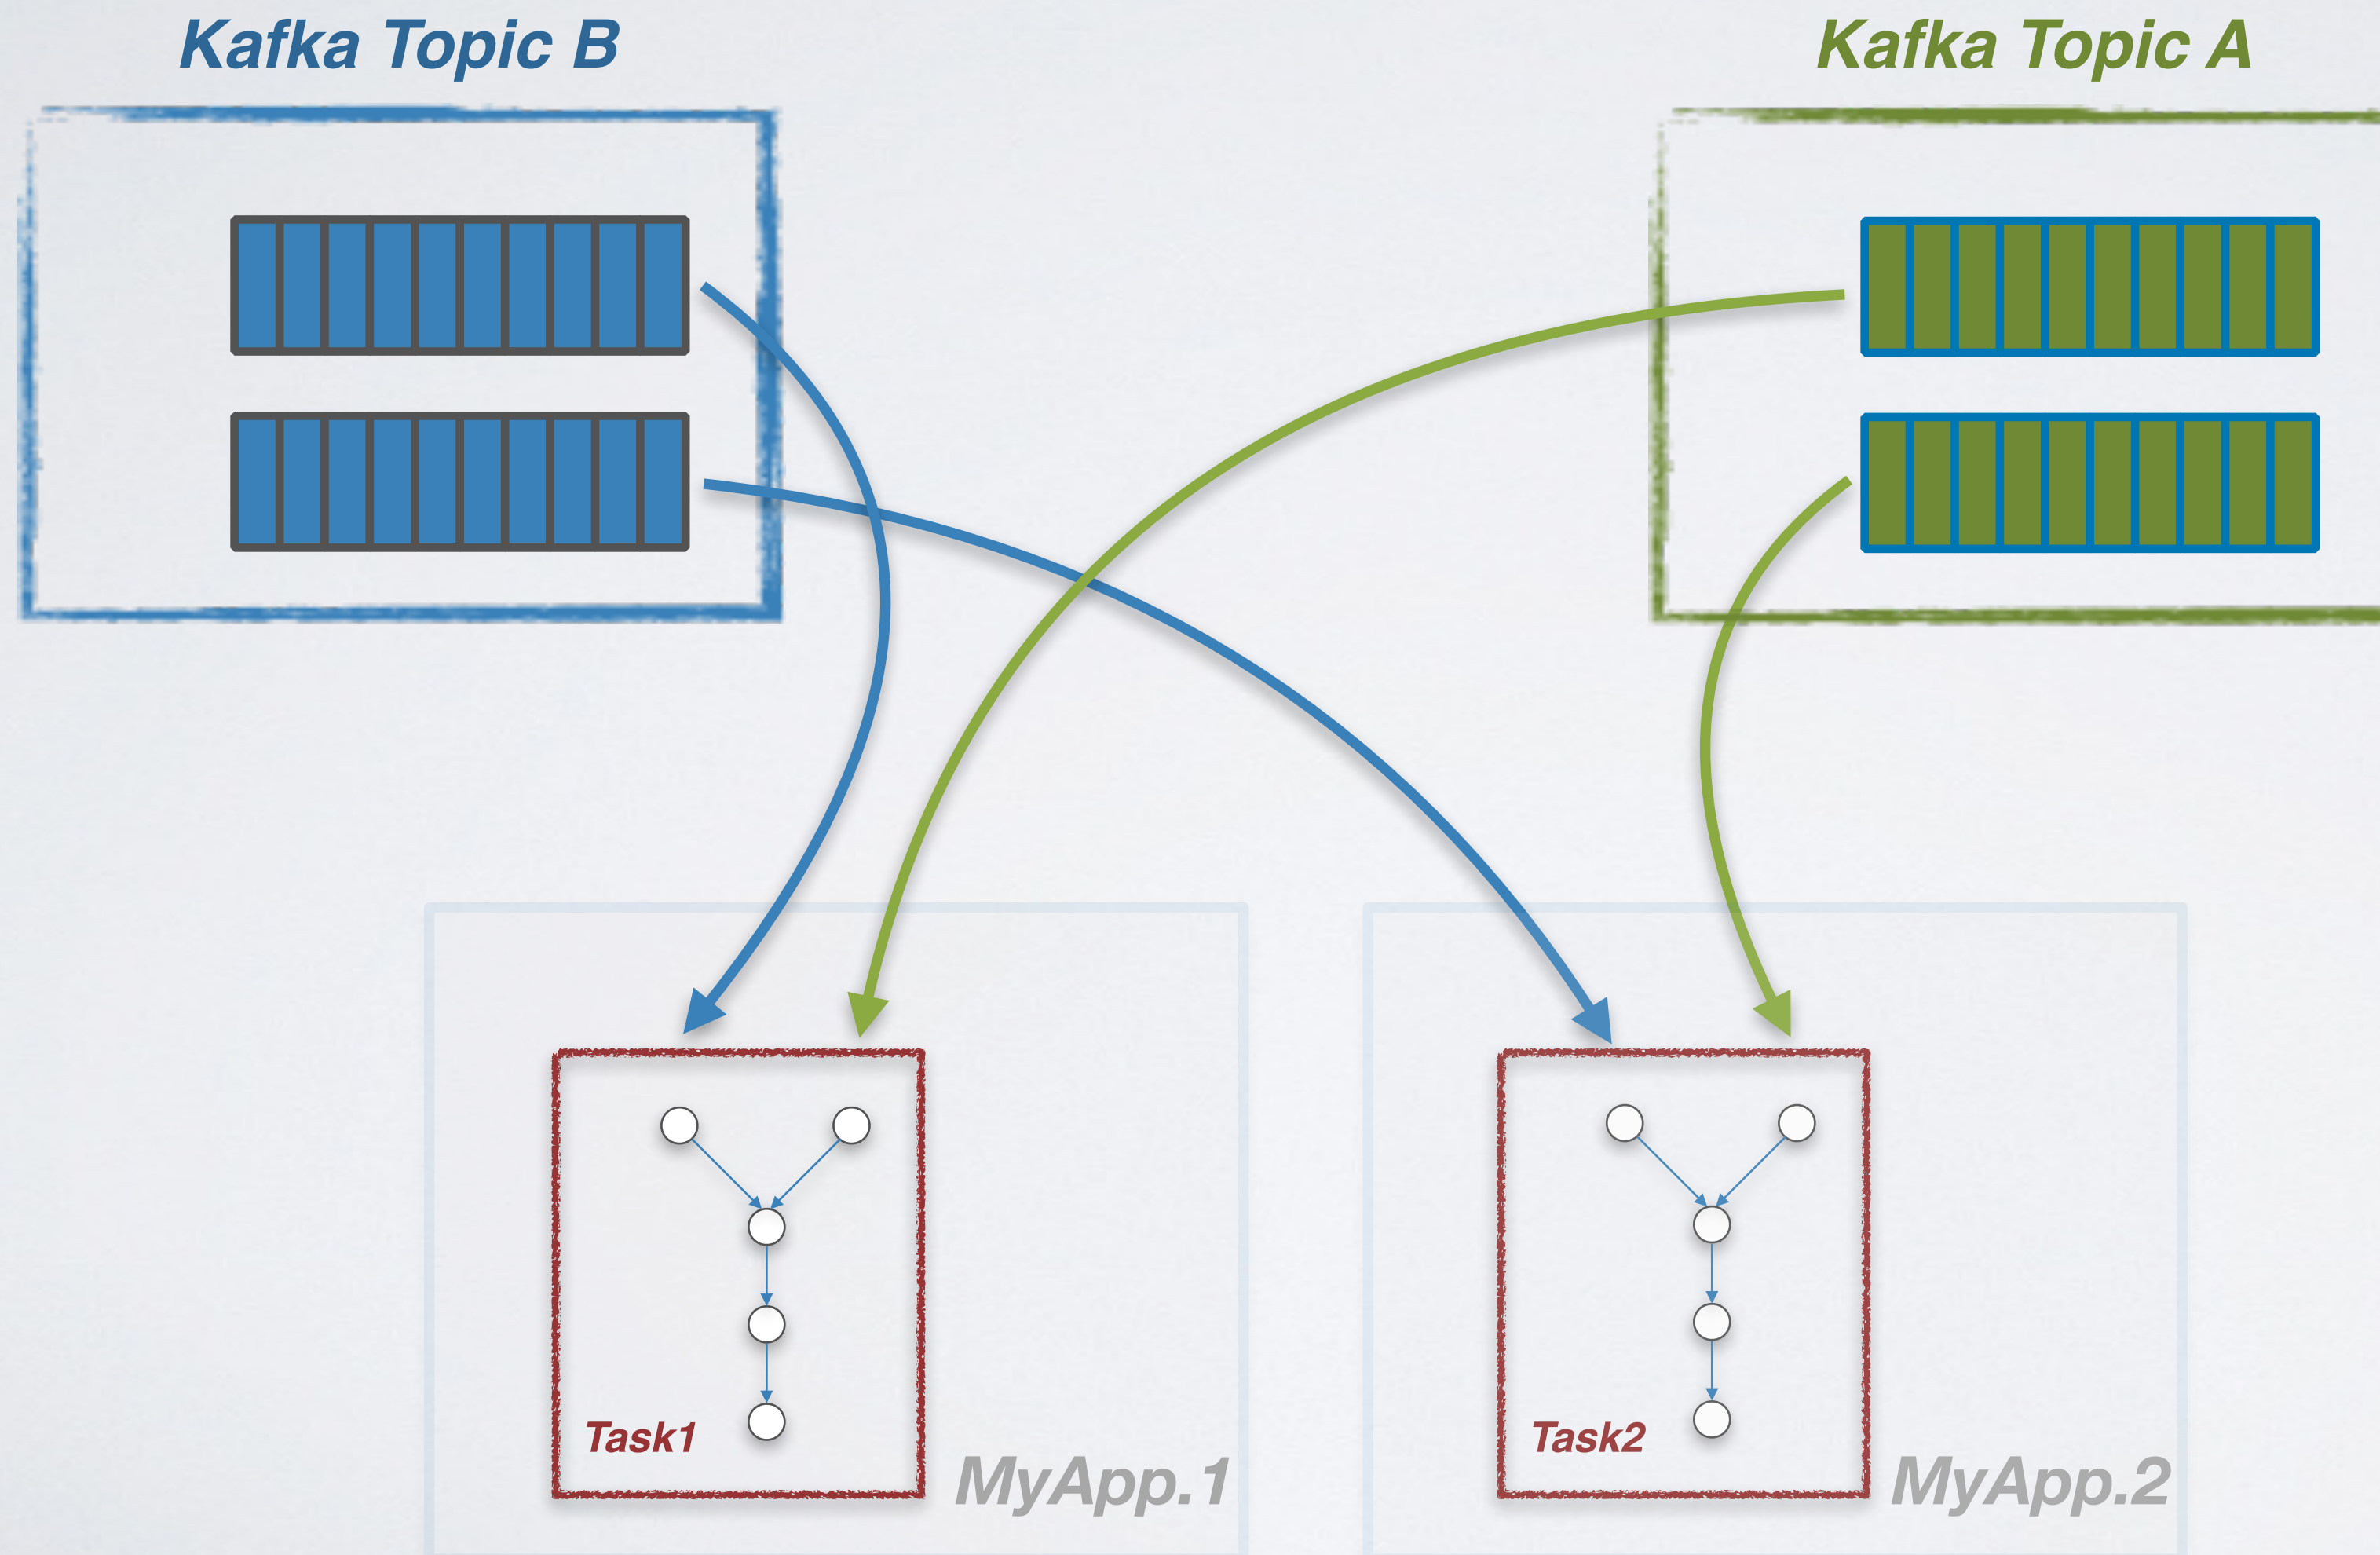 Kafka Topic B
Kafka Topic A
Task1
MyApp.1
Task2
MyApp.2